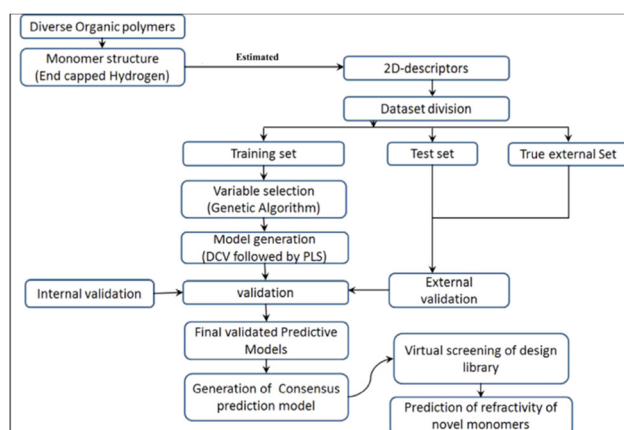 Diverse Organic polymers
Monomer structure
(End capped Hydrogen)
Estimated
2D-descriptors
Dataset division
Training set
Test set
True external Set
Variable selection
(Genetic Algorithm)
Model generation
(DCV followed by PLS)
Internal validation
validation
External
validation
Final validated Predictive
Models
Virtual screening of design
library
Generation of Consensus
prediction model
Prediction of refractivity of
novel monomers